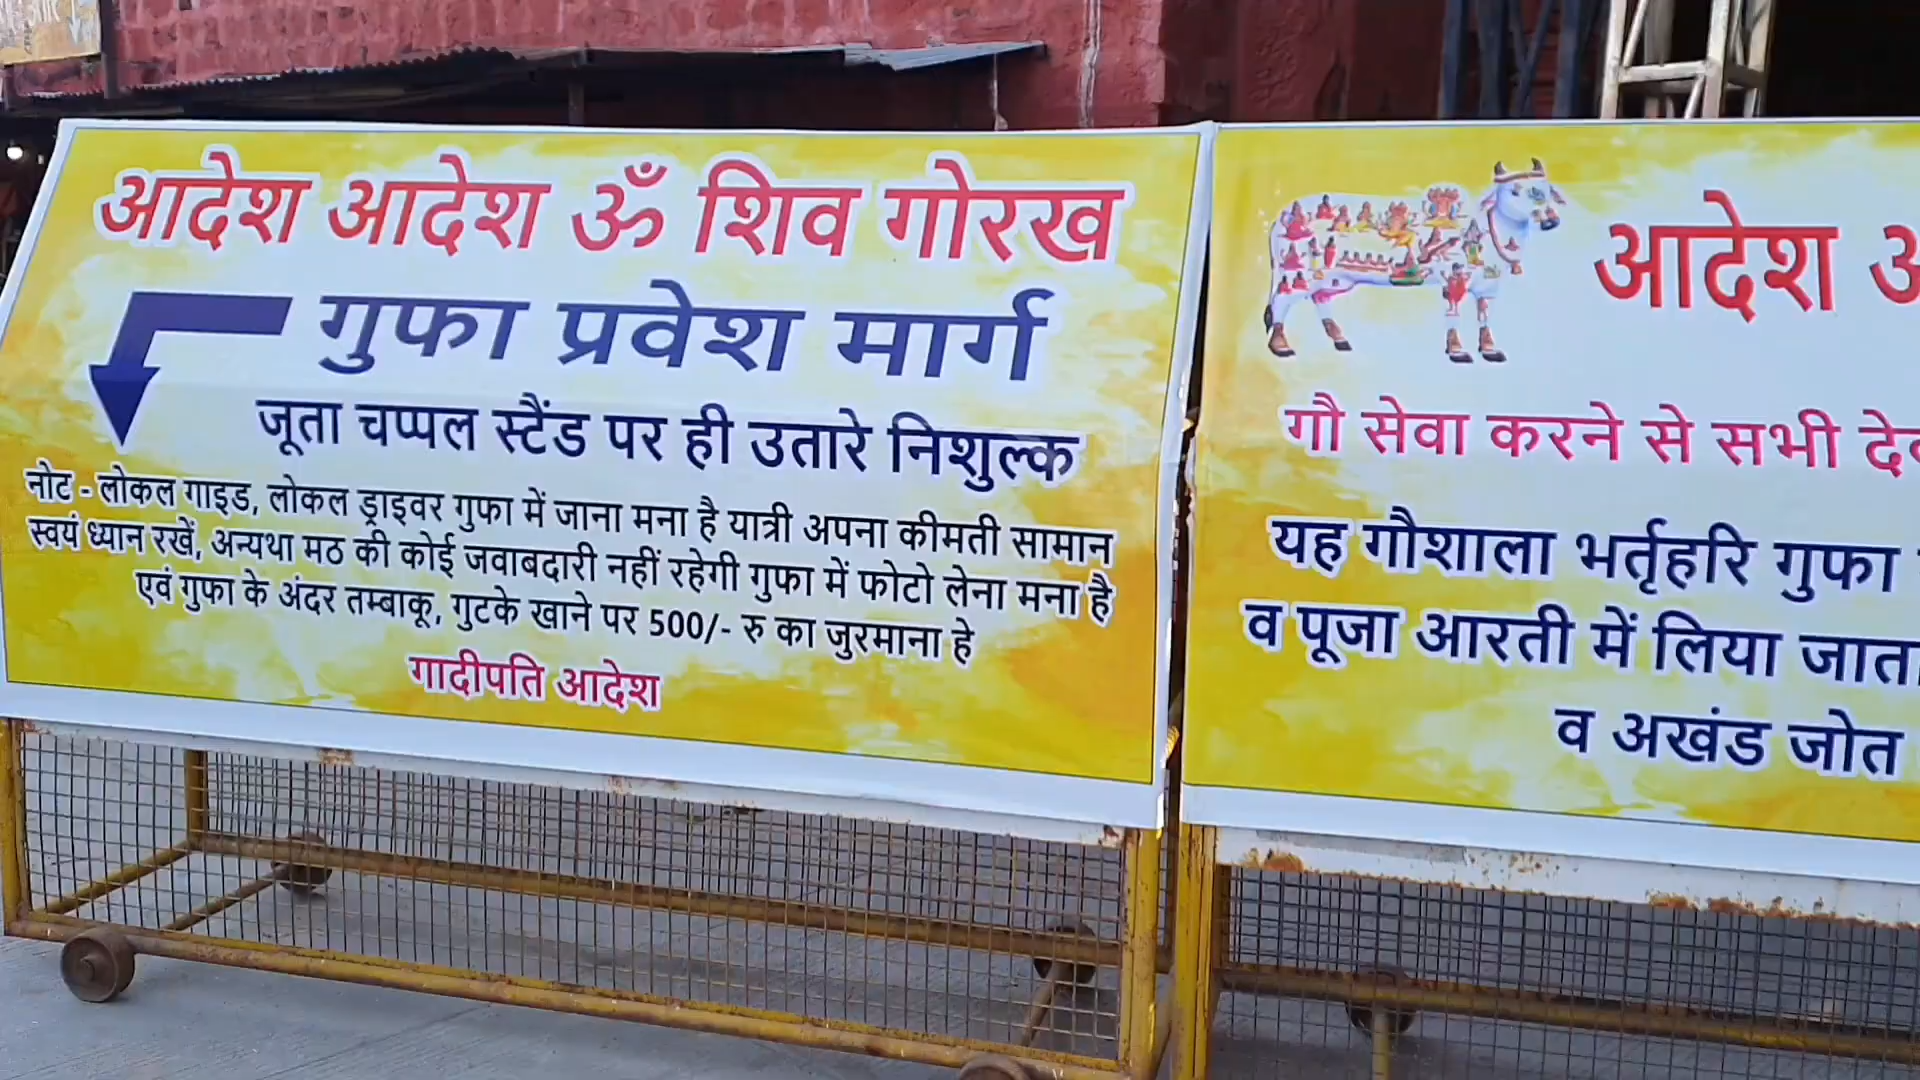 आदेश आदेश ॐ शिव गोरख
गुफा प्रवेश मार्ग
जूता चप्पल स्टैंड पर ही उतारे निशुल्क
नोट - लोकल गाइड, लोकल ड्राइवर गुफा में जाना मना है यात्री अपना कीमती सामान
स्वयं ध्यान रखें, अन्यथा मठ की कोई जवाबदारी नहीं रहेगी गुफा में फोटो लेना मना है
एवं गुफा के अंदर तम्बाकू, गुटके खाने पर 500/- रु का जुरमाना हे
गादीपति आदेश
आदेश
गौ सेवा करने से सभी
यह गौशाला भर्तृहरि गुफा
व पूजा आरती में लिया जाता
व अखंड जोत